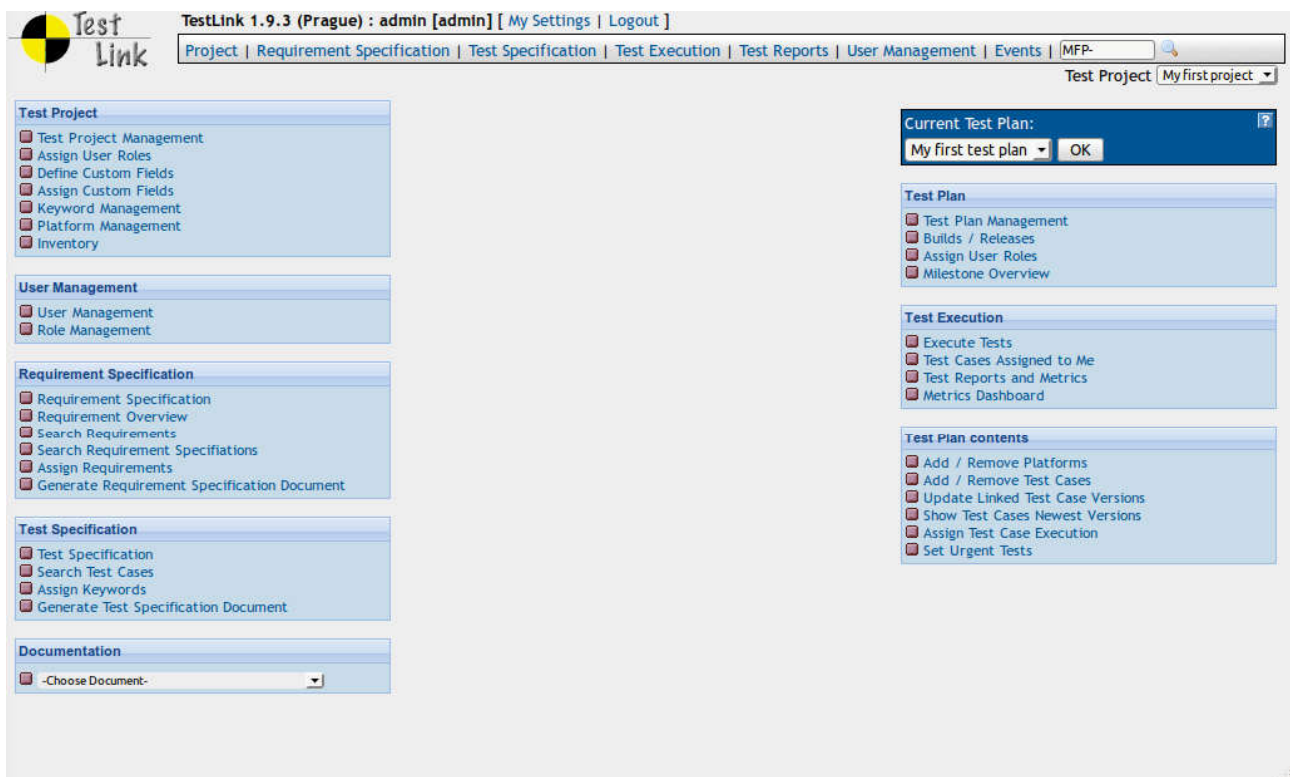 Test
Link
TestLink 1.9.3 (Prague) : admin [admin] [ My Settings | Logout ]
Project | Requirement Specification | Test Specification | Test Execution | Test Reports | User Management | Events | MFP-
Test Project My first project
Test Project
Test Project Management
Assign User Roles
Define Custom Fields
Assign Custom Fields
Keyword Management
Platform Management
Inventory
User Management
User Management
Role Management
Requirement Specification
Requirement Specification
Requirement Overview
Search Requirements
Search Requirement Specifiations
Assign Requirements
Generate Requirement Specification Document
Test Specification
Test Specification
Search Test Cases
Assign Keywords
Generate Test Specification Document
Documentation
-Choose Document-
Current Test Plan: ?
My first test plan OK
Test Plan
Test Plan Management
Builds / Releases
Assign User Roles
Milestone Overview
Test Execution
Execute Tests
Test Cases Assigned to Me
Test Reports and Metrics
Metrics Dashboard
Test Plan contents
Add / Remove Platforms
Add / Remove Test Cases
Update Linked Test Case Versions
Show Test Cases Newest Versions
Assign Test Case Execution
Set Urgent Tests